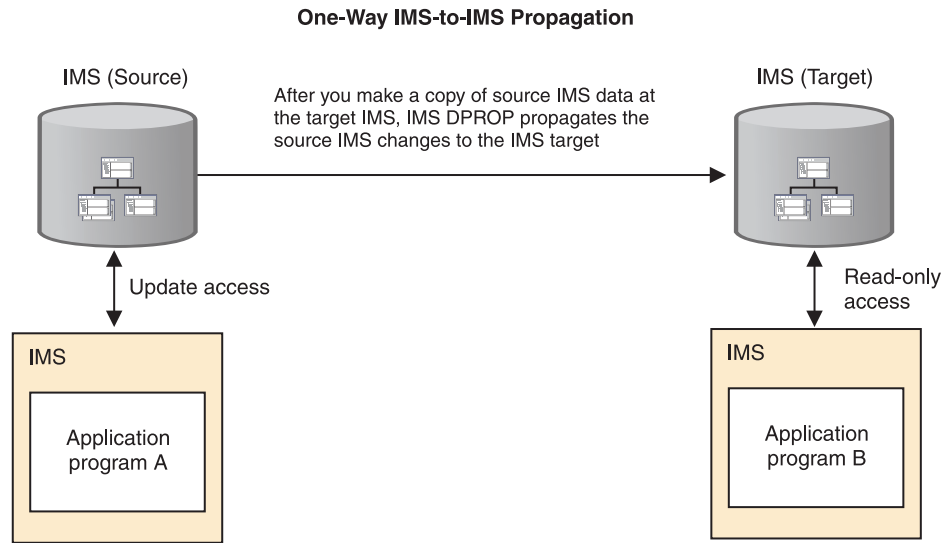 One-Way IMS-to-IMS Propagation
IMS (Source)
IMS (Target)
After you make a copy of source IMS data at
the target IMS, IMS DPROP propagates the
source IMS changes to the IMS target
Update access
Read-only
access
IMS
Application
program A
IMS
Application
program B